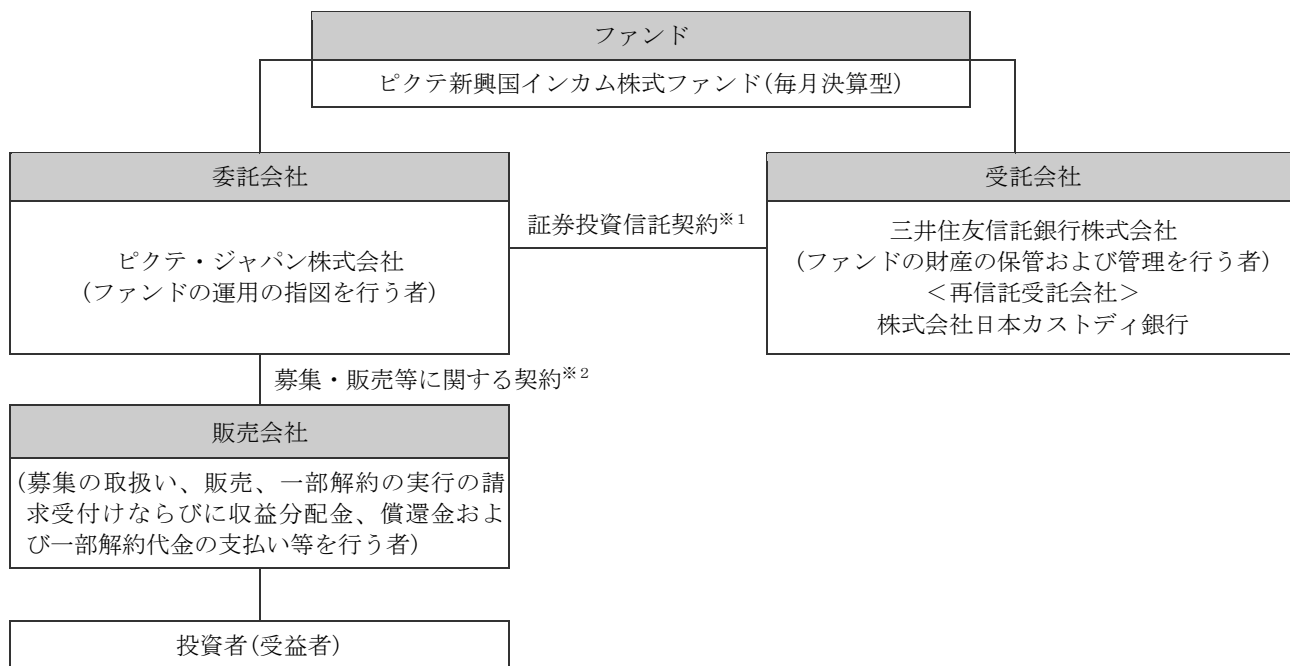 ファンド
ピクテ新興国インカム株式ファンド(毎月決算型)
委託会社
ピクテ・ジャパン株式会社
(ファンドの運用の指図を行う者)
証券投資信託契約※1
受託会社
三井住友信託銀行株式会社
(ファンドの財産の保管および管理を行う者)
＜再信託受託会社＞
株式会社日本カストディ銀行
募集・販売等に関する契約※2
販売会社
(募集の取扱い、販売、一部解約の実行の請
求受付けならびに収益分配金、償還金およ
び一部解約代金の支払い等を行う者)
投資者(受益者)